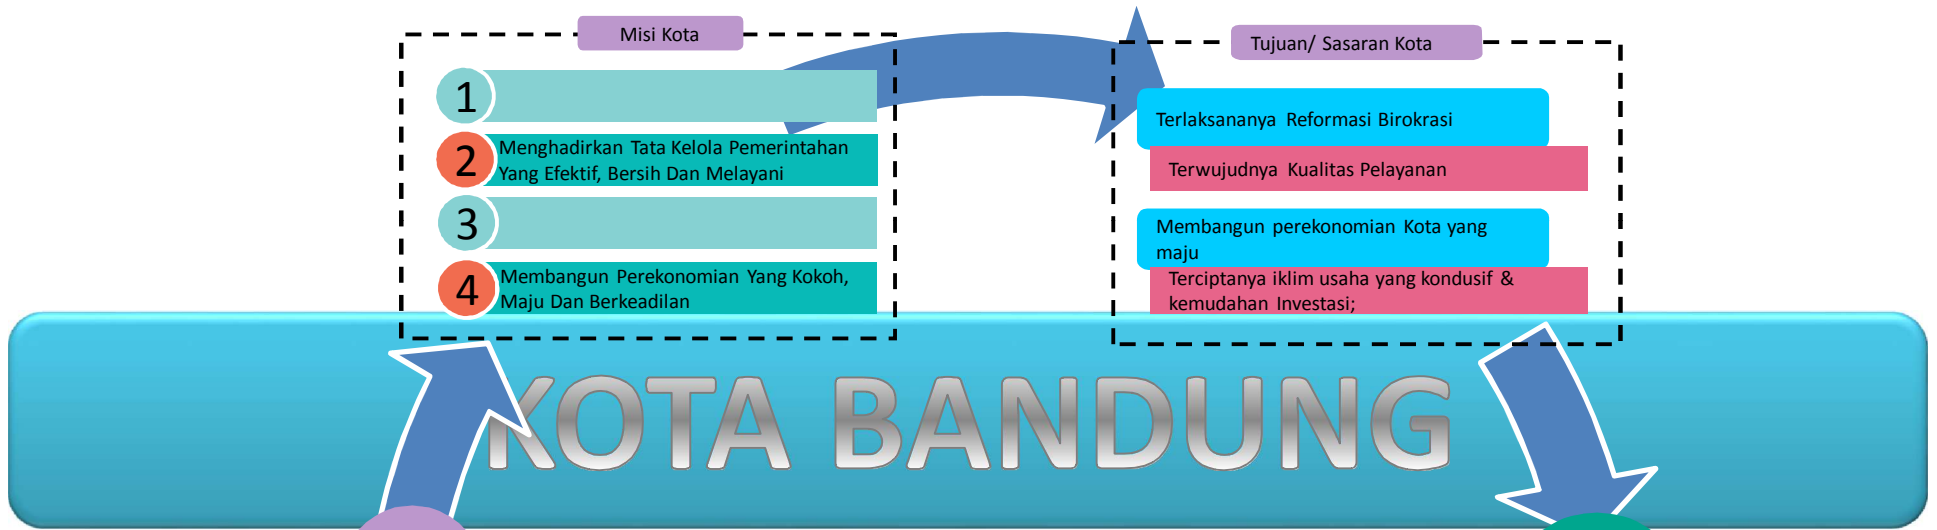 Misi Kota
1
2
Menghadirkan Tata Kelola Pemerintahan
Yang Efektif, Bersih Dan Melayani
3
4
Membangun Perekonomian Yang Kokoh,
Maju Dan Berkeadilan
Tujuan/ Sasaran Kota
Terlaksananya Reformasi Birokrasi
Terwujudnya Kualitas Pelayanan
Membangun perekonomian Kota yang
maju
Terciptanya iklim usaha yang kondusif &
kemudahan Investasi;
KOTA BANDUNG